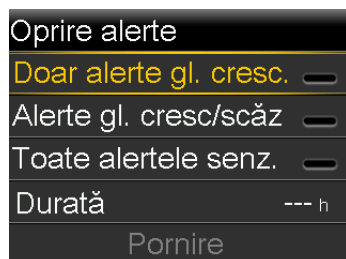 Oprire alerte
Doar alerte gl. cresc.
Alerte gl. cresc/scăz
Toate alertele senz.
Durată --- h
Pornire